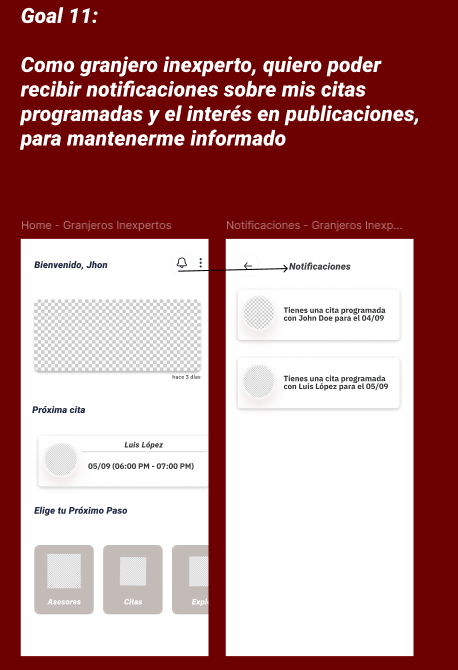 Goal 11:
Como granjero inexperto, quiero poder
recibir notificaciones sobre mis citas
programadas y el interés en publicaciones,
para mantenerme informado
Home - Granjeros Inexpertos
Notificaciones - Granjeros Inexp...
Bienvenido, Jhon
Notificaciones
Tienes una cita programada
con John Doe para el 04/09
Tienes una cita programada
con Luis López para el 05/09
hace 3 días
Próxima cita
Luis López
05/09 (06:00 PM - 07:00 PM)
Elige tu Próximo Paso
Asesores
Citas
Expl